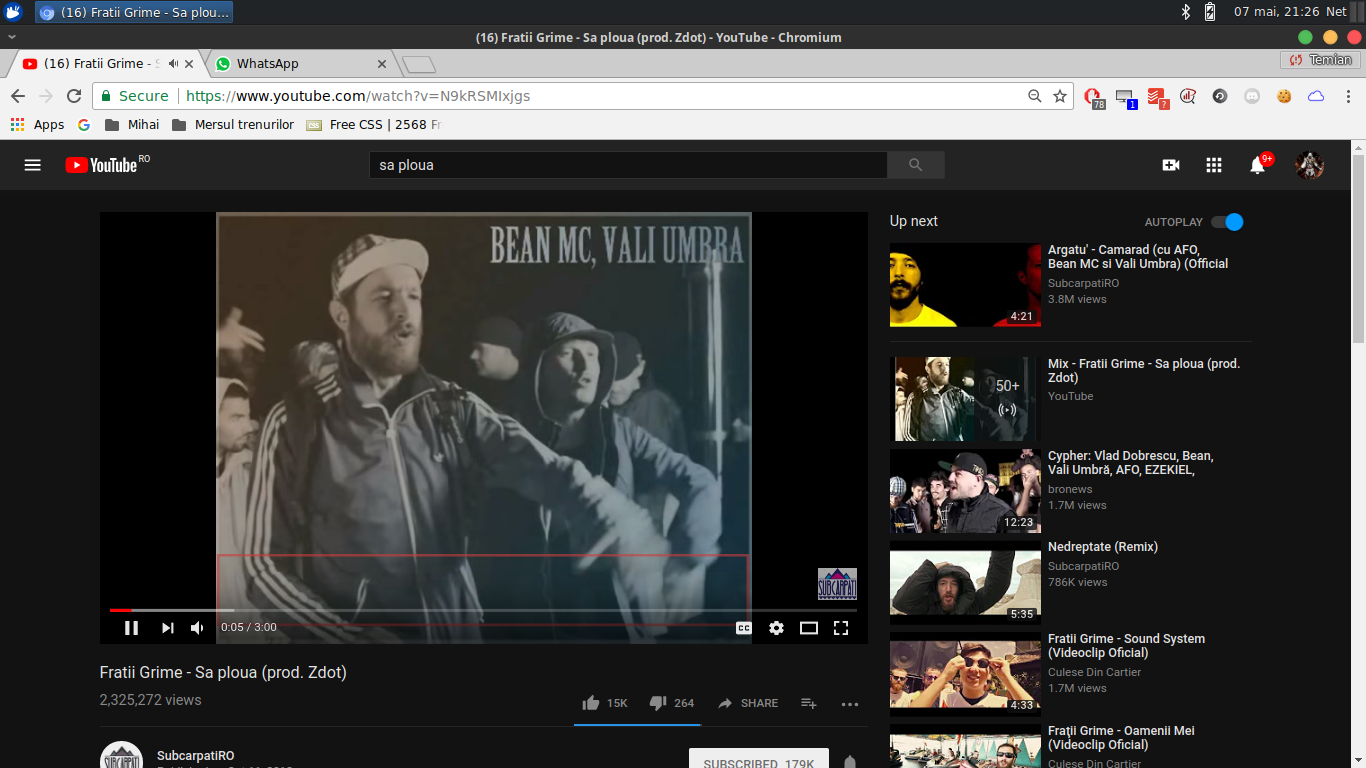 (16) Fratii Grime - Sa plou...
07 mai, 21:26 Net
(16) Fratii Grime - Sa ploua (prod. Zdot) - YouTube - Chromium
(16) Fratii Grime - S
WhatsApp
Temian
Secure https://www.youtube.com/watch?v=N9kRSMIxjgs
78
1
?
Apps
Mihai
Mersul trenurilor
CSS
Free CSS | 2568 Fr
YouTube RO
sa ploua
9+
BEAN MC, VALI UMBRA
SUBCARPATI
0:05 / 3:00
CC
Fratii Grime - Sa ploua (prod. Zdot)
2,325,272 views
15K
264
SHARE
SUBCARPATI
SubcarpatiRO
SUBSCRIBED 179K
Up next
AUTOPLAY
4:21
Argatu' - Camarad (cu AFO,
Bean MC si Vali Umbra) (Official
SubcarpatiRO
3.8M views
50+
Mix - Fratii Grime - Sa ploua (prod.
Zdot)
YouTube
12:23
Cypher: Vlad Dobrescu, Bean,
Vali Umbră, AFO, EZEKIEL,
bronews
1.7M views
5:35
Nedreptate (Remix)
SubcarpatiRO
786K views
4:33
Fratii Grime - Sound System
(Videoclip Oficial)
Culese Din Cartier
1.7M views
Fraţii Grime - Oamenii Mei
(Videoclip Oficial)
Culese Din Cartier